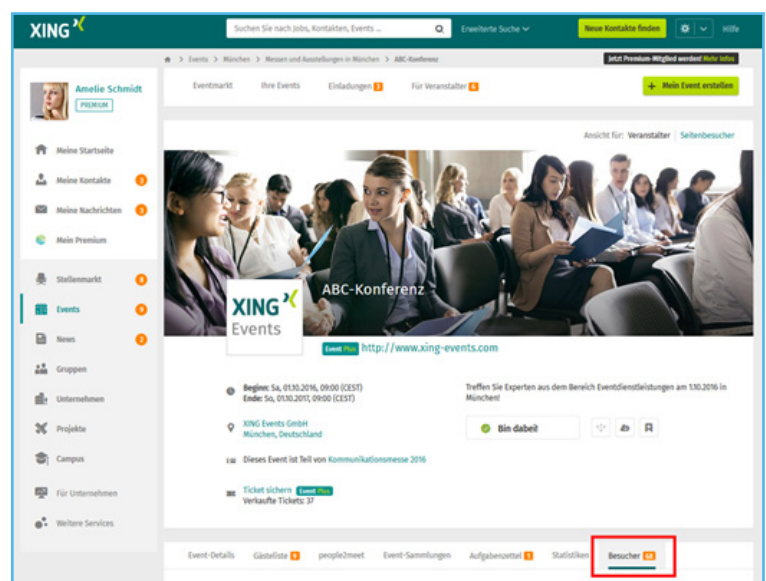 XING
Suchen Sie nach Jobs, Kontakten, Events ...
Erweiterte Suche
Neue Kontakte finden
Hilfe
> Events > München > Messen und Ausstellungen in München > ABC-Konferenz
Jetzt Premium-Mitglied werden! Mehr Infos
Amelie Schmidt
PREMIUM
Eventmarkt
Ihre Events
Einladungen 3
Für Veranstalter 6
+ Mein Event erstellen
Ansicht für: Veranstalter | Seitenbesucher
Meine Startseite
Meine Kontakte 3
Meine Nachrichten 3
Mein Premium
Stellenmarkt 8
Events 9
News 2
Gruppen
Unternehmen
Projekte
Campus
Für Unternehmen
Weitere Services
ABC-Konferenz
XING
Events
Event Plus http://www.xing-events.com
Beginn: Sa, 01.10.2016, 09:00 (CEST)
Ende: So, 01.10.2017, 09:00 (CEST)
Treffen Sie Experten aus dem Bereich Eventdienstleistungen am 1.10.2016 in
München!
XING Events GmbH
München, Deutschland
Bin dabei!
Dieses Event ist Teil von Kommunikationsmesse 2016
Ticket sichern Event Plus
Verkaufte Tickets: 37
Event-Details
Gästeliste
people2meet
Event-Sammlungen
Aufgabenzettel 1
Statistiken
Besucher 68